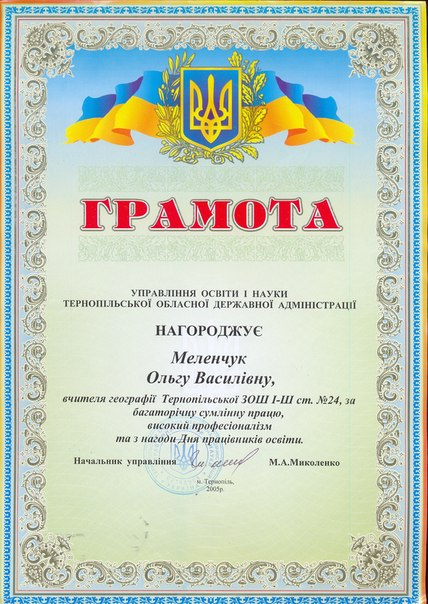 ГРАМОТА
УПРАВЛІННЯ ОСВІТИ І НАУКИ
ТЕРНОПІЛЬСЬКОЇ ОБЛАСНОЇ ДЕРЖАВНОЇ АДМІНІСТРАЦІЇ
НАГОРОДЖУЄ
Меленчук
Ольгу Василівну,
вчителя географії Тернопільської ЗОШ І-ІІІ ст. №24, за
багаторічну сумлінну працю,
високий професіоналізм
та з нагоди Дня працівників освіти.
Начальник управління М.А.Миколенко
м. Тернопіль,
2005р.